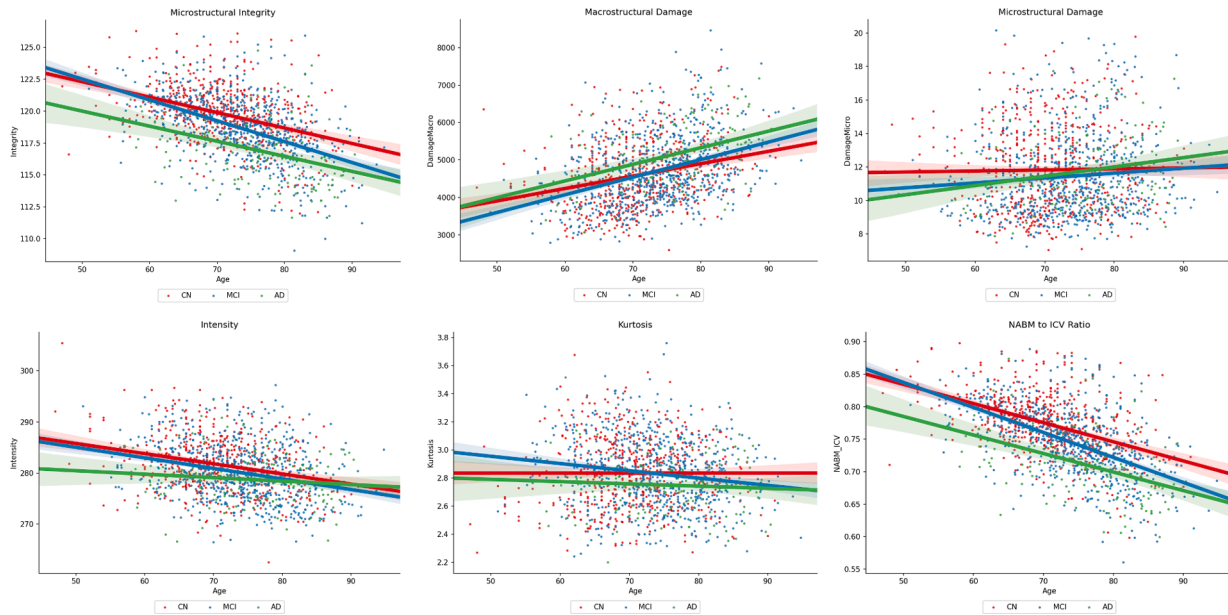 Microstructural Integrity
Integrity
125.0
122.5
120.0
117.5
115.0
112.5
110.0
50 60 70 80 90
Age
CN MCI AD
Macrostructural Damage
DamageMacro
8000
7000
6000
5000
4000
3000
50 60 70 80 90
Age
CN MCI AD
Microstructural Damage
DamageMicro
20
18
16
14
12
10
8
50 60 70 80 90
Age
CN MCI AD
Intensity
Intensity
300
290
280
270
50 60 70 80 90
Age
CN MCI AD
Kurtosis
Kurtosis
3.8
3.6
3.4
3.2
3.0
2.8
2.6
2.4
2.2
50 60 70 80 90
Age
CN MCI AD
NABM to ICV Ratio
NABM_ICV
0.90
0.85
0.80
0.75
0.70
0.65
0.60
0.55
50 60 70 80 90
Age
CN MCI AD